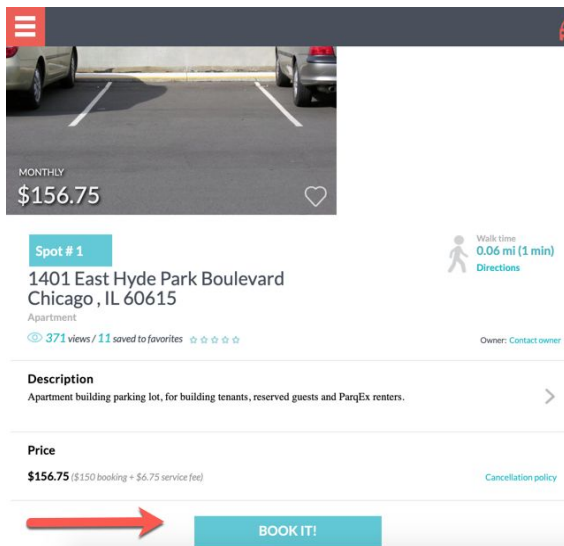 MONTHLY
$156.75
Spot # 1
1401 East Hyde Park Boulevard
Chicago , IL 60615
Apartment
371 views / 11 saved to favorites
Walk time
0.06 mi (1 min)
Directions
Owner: Contact owner
Description
Apartment building parking lot, for building tenants, reserved guests and ParqEx renters.
Price
$156.75 ($150 booking + $6.75 service fee)
Cancellation policy
BOOK IT!